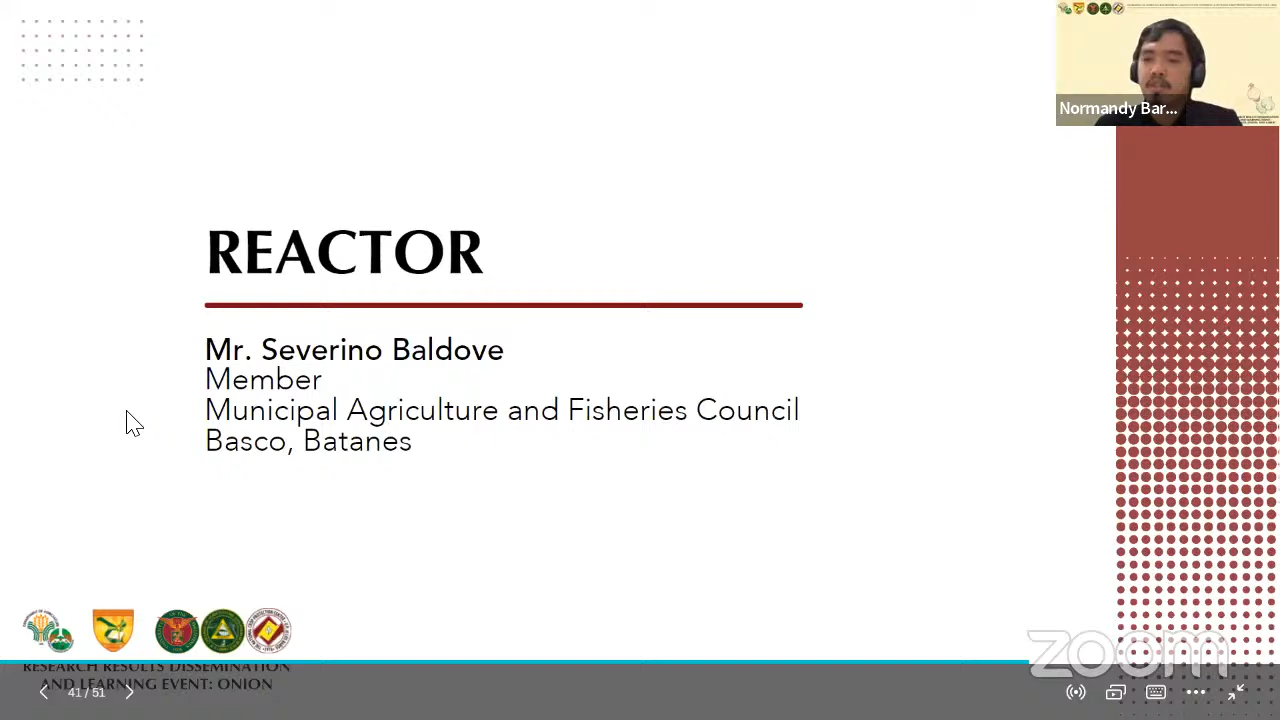 Normandy Bar...
REACTOR
Mr. Severino Baldove
Member
Municipal Agriculture and Fisheries Council
Basco, Batanes
zoom
RESEARCH RESULTS DISSEMINATION
AND LEARNING EVENT: ONION
41 / 51